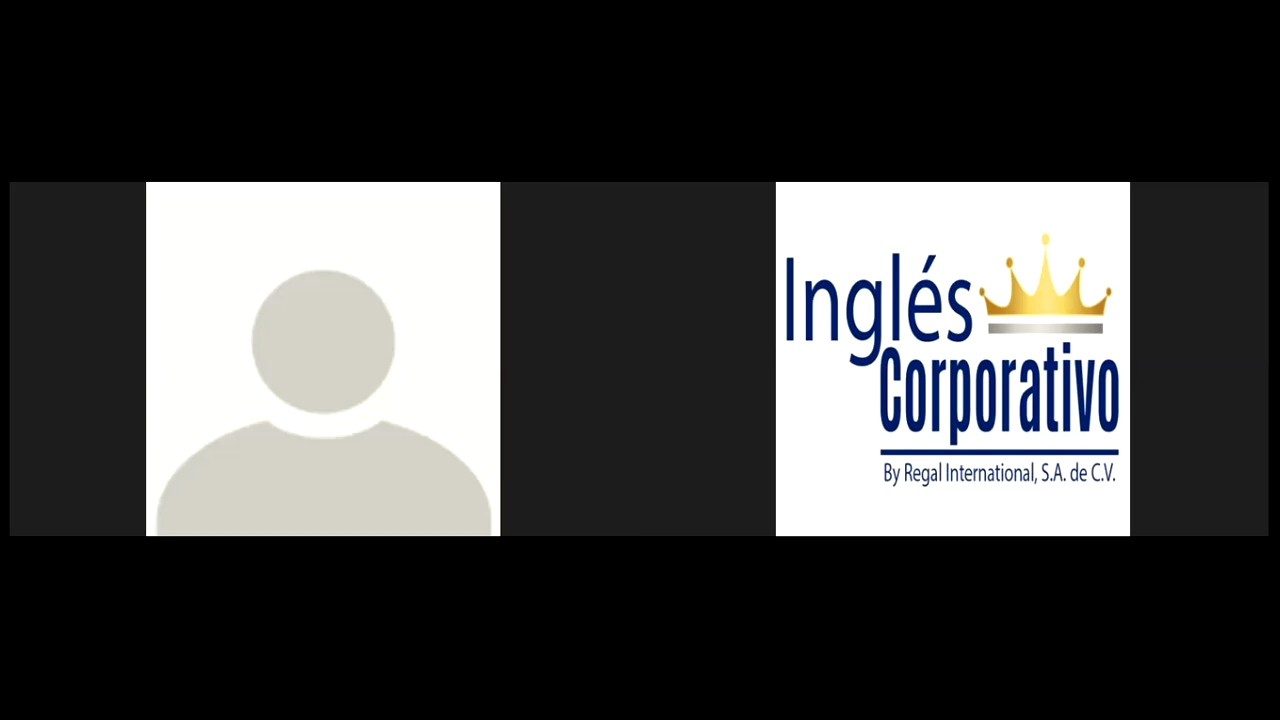 Inglés
Corporativo
By Regal International, S.A. de C.V.